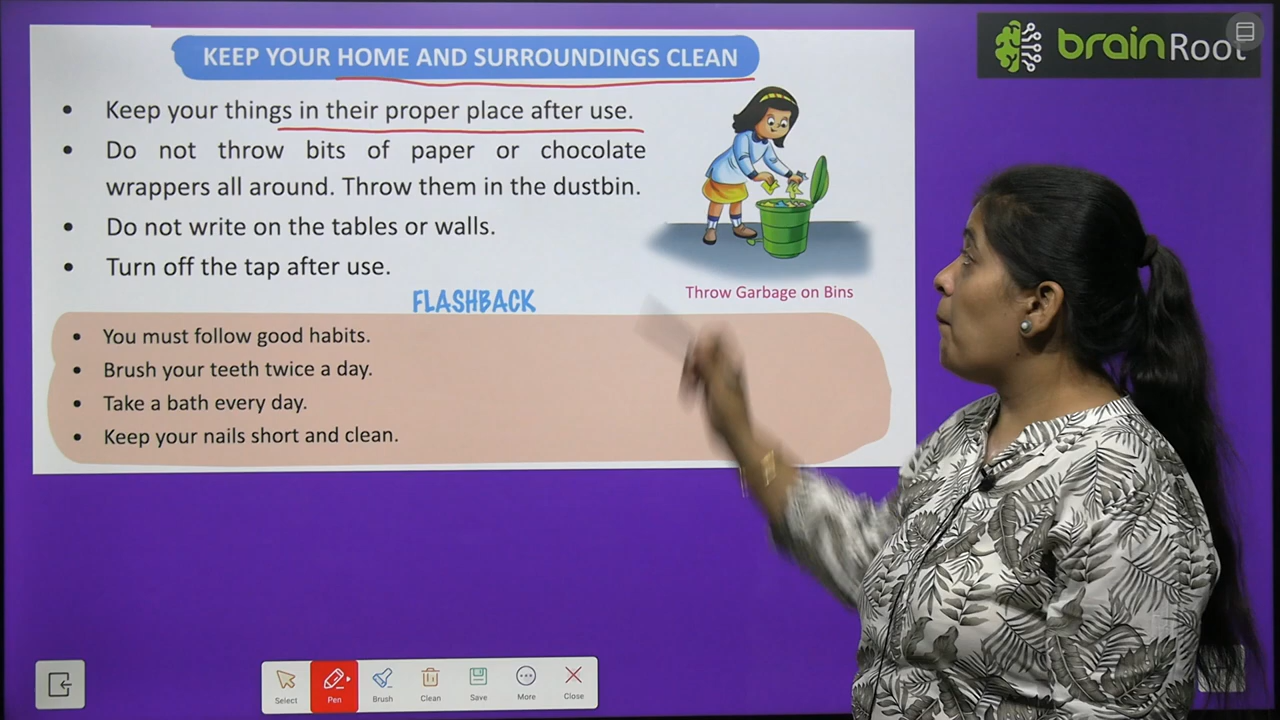 KEEP YOUR HOME AND SURROUNDINGS CLEAN
brainRoot
• Keep your things in their proper place after use.
• Do not throw bits of paper or chocolate
wrappers all around. Throw them in the dustbin.
• Do not write on the tables or walls.
• Turn off the tap after use.
Throw Garbage on Bins
FLASHBACK
• You must follow good habits.
• Brush your teeth twice a day.
• Take a bath every day.
• Keep your nails short and clean.
Select Pen Brush Clean Save More Close